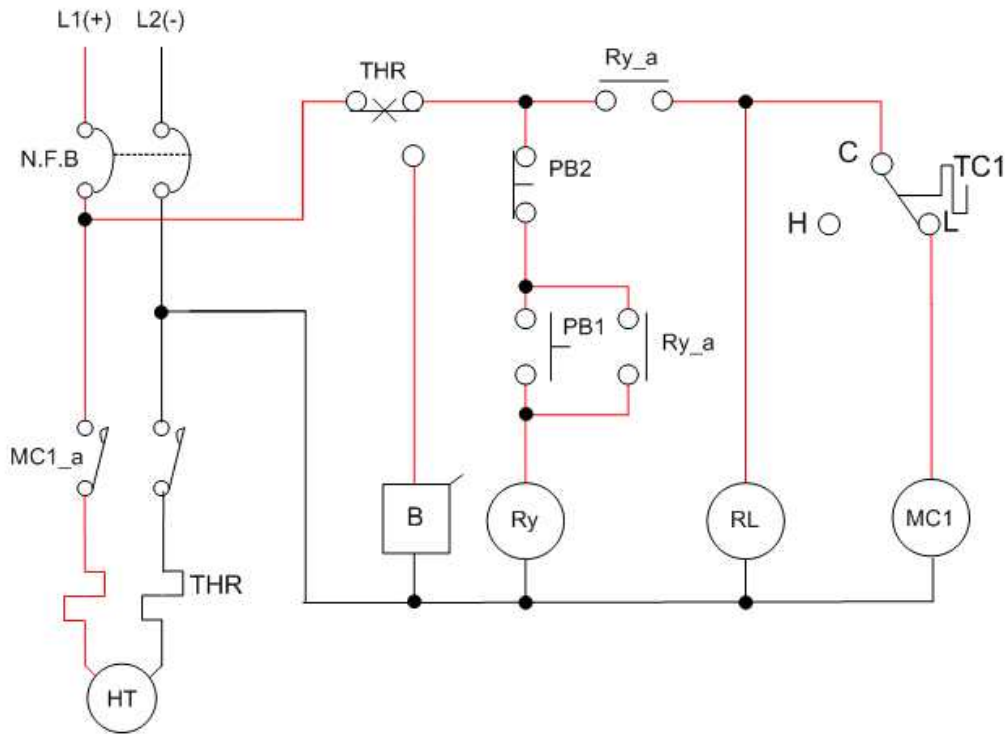 L1(+) L2(-)
THR
Ry_a
N.F.B
PB2
C
TC1
H
L
PB1
Ry_a
MC1_a
B
Ry
RL
MC1
THR
HT